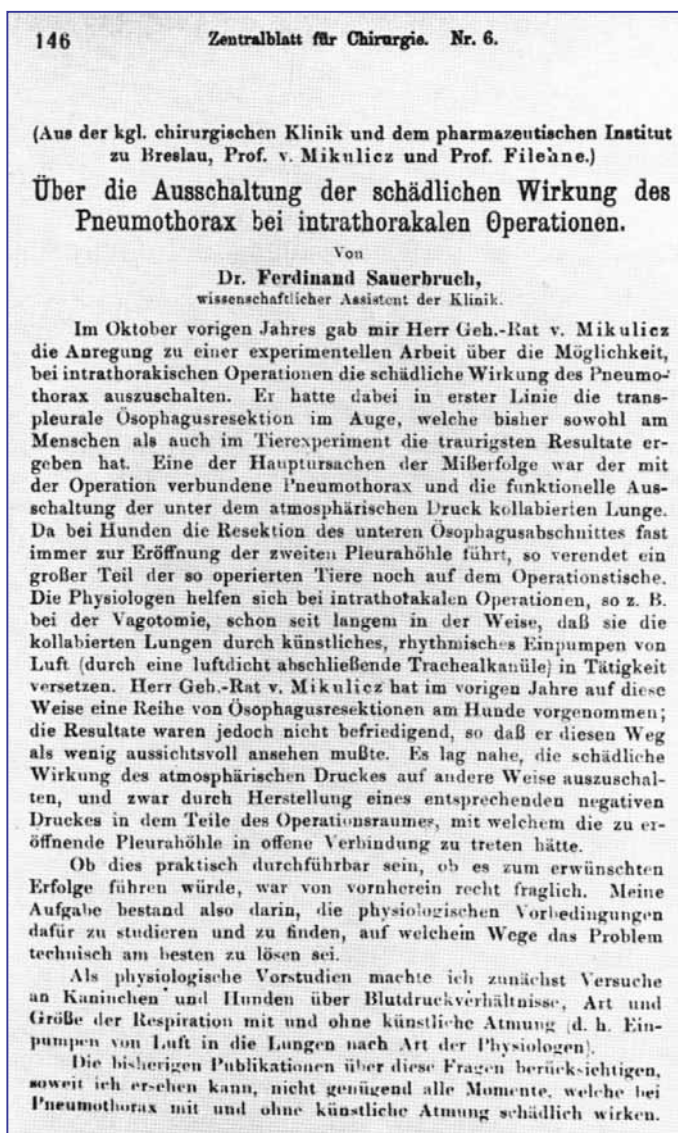 146 Zentralblatt für Chirurgie. Nr. 6.
(Aus der kgl. chirurgischen Klinik und dem pharmazeutischen Institut
zu Breslau, Prof. v. Mikulicz und Prof. Filehne.)
Über die Ausschaltung der schädlichen Wirkung des
Pneumothorax bei intrathorakalen Operationen.
Von
Dr. Ferdinand Sauerbruch,
wissenschaftlicher Assistent der Klinik.
Im Oktober vorigen Jahres gab mir Herr Geh.-Rat v. Mikulicz
die Anregung zu einer experimentellen Arbeit über die Möglichkeit,
bei intrathorakischen Operationen die schädliche Wirkung des Pneumo-
thorax auszuschalten. Er hatte dabei in erster Linie die trans-
pleurale Ösophagusresektion im Auge, welche bisher sowohl am
Menschen als auch im Tierexperiment die traurigsten Resultate er-
geben hat. Eine der Hauptursachen der Mißerfolge war der mit
der Operation verbundene Pneumothorax und die funktionelle Aus-
schaltung der unter dem atmosphärischen Druck kollabierten Lunge.
Da bei Hunden die Resektion des unteren Ösophagusabschnittes fast
immer zur Eröffnung der zweiten Pleurahöhle führt, so verendet ein
großer Teil der so operierten Tiere noch auf dem Operationstische.
Die Physiologen helfen sich bei intrathorakalen Operationen, so z. B.
bei der Vagotomie, schon seit langem in der Weise, daß sie die
kollabierten Lungen durch künstliches, rhythmisches Einpumpen von
Luft (durch eine luftdicht abschließende Trachealkanüle) in Tätigkeit
versetzen. Herr Geh.-Rat v. Mikulicz hat im vorigen Jahre auf diese
Weise eine Reihe von Ösophagusresektionen am Hunde vorgenommen;
die Resultate waren jedoch nicht befriedigend, so daß er diesen Weg
als wenig aussichtsvoll ansehen mußte. Es lag nahe, die schädliche
Wirkung des atmosphärischen Druckes auf andere Weise auszuschal-
ten, und zwar durch Herstellung eines entsprechenden negativen
Druckes in dem Teile des Operationsraumes, mit welchem die zu er-
öffnende Pleurahöhle in offene Verbindung zu treten hätte.
Ob dies praktisch durchführbar sein, ob es zum erwünschten
Erfolge führen würde, war von vornherein recht fraglich. Meine
Aufgabe bestand also darin, die physiologischen Vorbedingungen
dafür zu studieren und zu finden, auf welchem Wege das Problem
technisch am besten zu lösen sei.
Als physiologische Vorstudien machte ich zunächst Versuche
an Kaninchen und Hunden über Blutdruckverhältnisse, Art und
Größe der Respiration mit und ohne künstliche Atmung (d. h. Ein-
pumpen von Luft in die Lungen nach Art der Physiologen).
Die bisherigen Publikationen über diese Fragen berücksichtigen,
soweit ich ersehen kann, nicht genügend alle Momente, welche bei
Pneumothorax mit und ohne künstliche Atmung schädlich wirken.